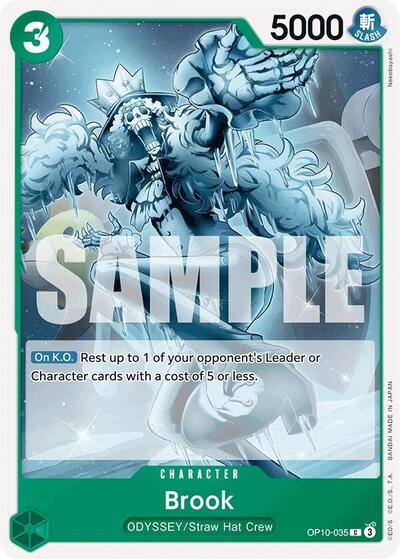 3
5000
斬
SLASH
Nekobayashi
SAMPLE
On K.O. Rest up to 1 of your opponent's Leader or
Character cards with a cost of 5 or less.
CHARACTER
Brook
ODYSSEY/Straw Hat Crew
OP10-035 C 3
©E.O/S ©E.O./S., T.A. BANDAI MADE IN JAPAN